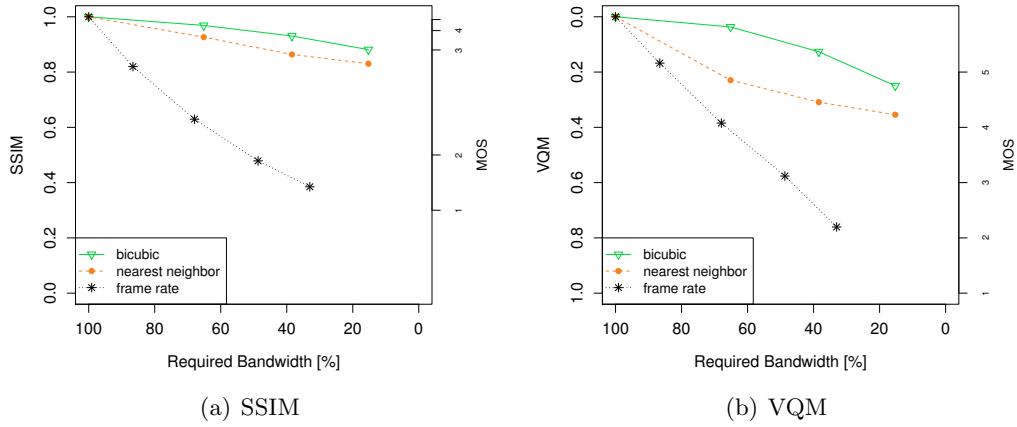 1.0
0.8
0.6
0.4
0.2
0.0
SSIM
4
3
2
1
MOS
bicubic
nearest neighbor
frame rate
100 80 60 40 20 0
Required Bandwidth [%]
(a) SSIM
0.0
0.2
0.4
0.6
0.8
1.0
VQM
5
4
3
2
1
MOS
bicubic
nearest neighbor
frame rate
100 80 60 40 20 0
Required Bandwidth [%]
(b) VQM